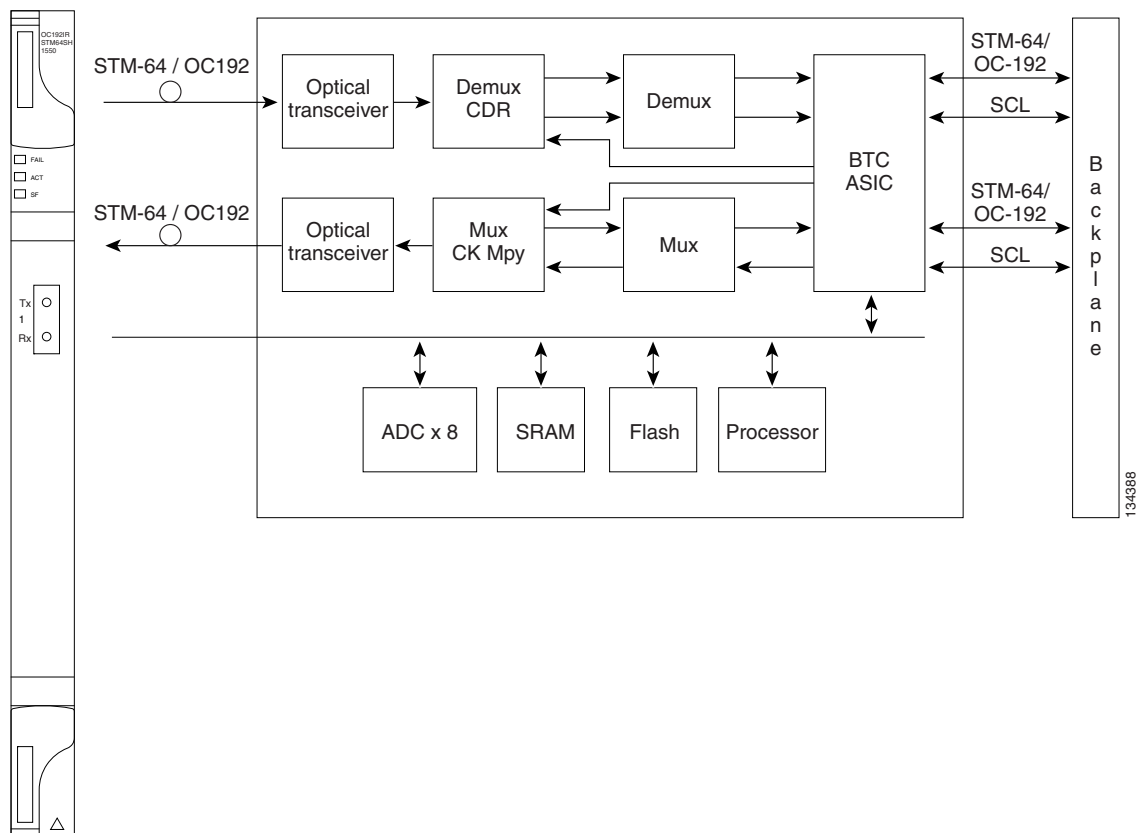 OC192IR
STM64SH
1550
FAIL
ACT
SF
Tx
1
Rx
STM-64 / OC192
Optical
transceiver
Demux
CDR
Demux
BTC
ASIC
STM-64/
OC-192
SCL
STM-64 / OC192
Optical
transceiver
Mux
CK Mpy
Mux
STM-64/
OC-192
SCL
ADC x 8
SRAM
Flash
Processor
Backplane
134388